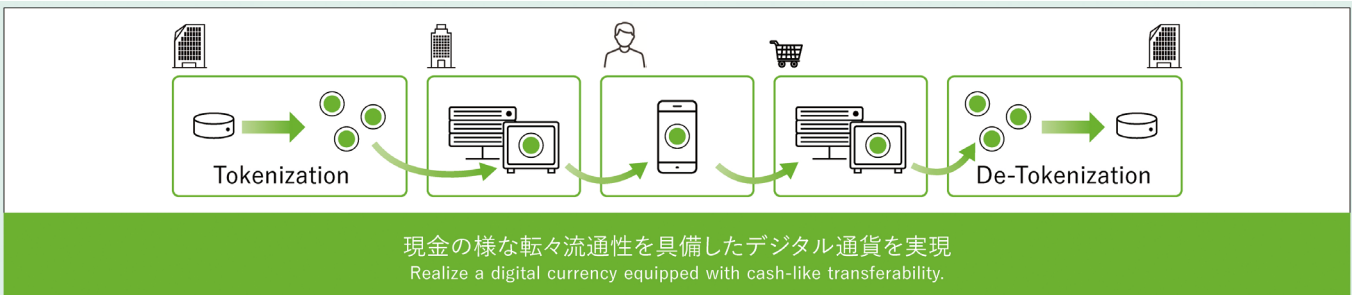 Tokenization
De-Tokenization
現金の様な転々流通性を具備したデジタル通貨を実現
Realize a digital currency equipped with cash-like transferability.